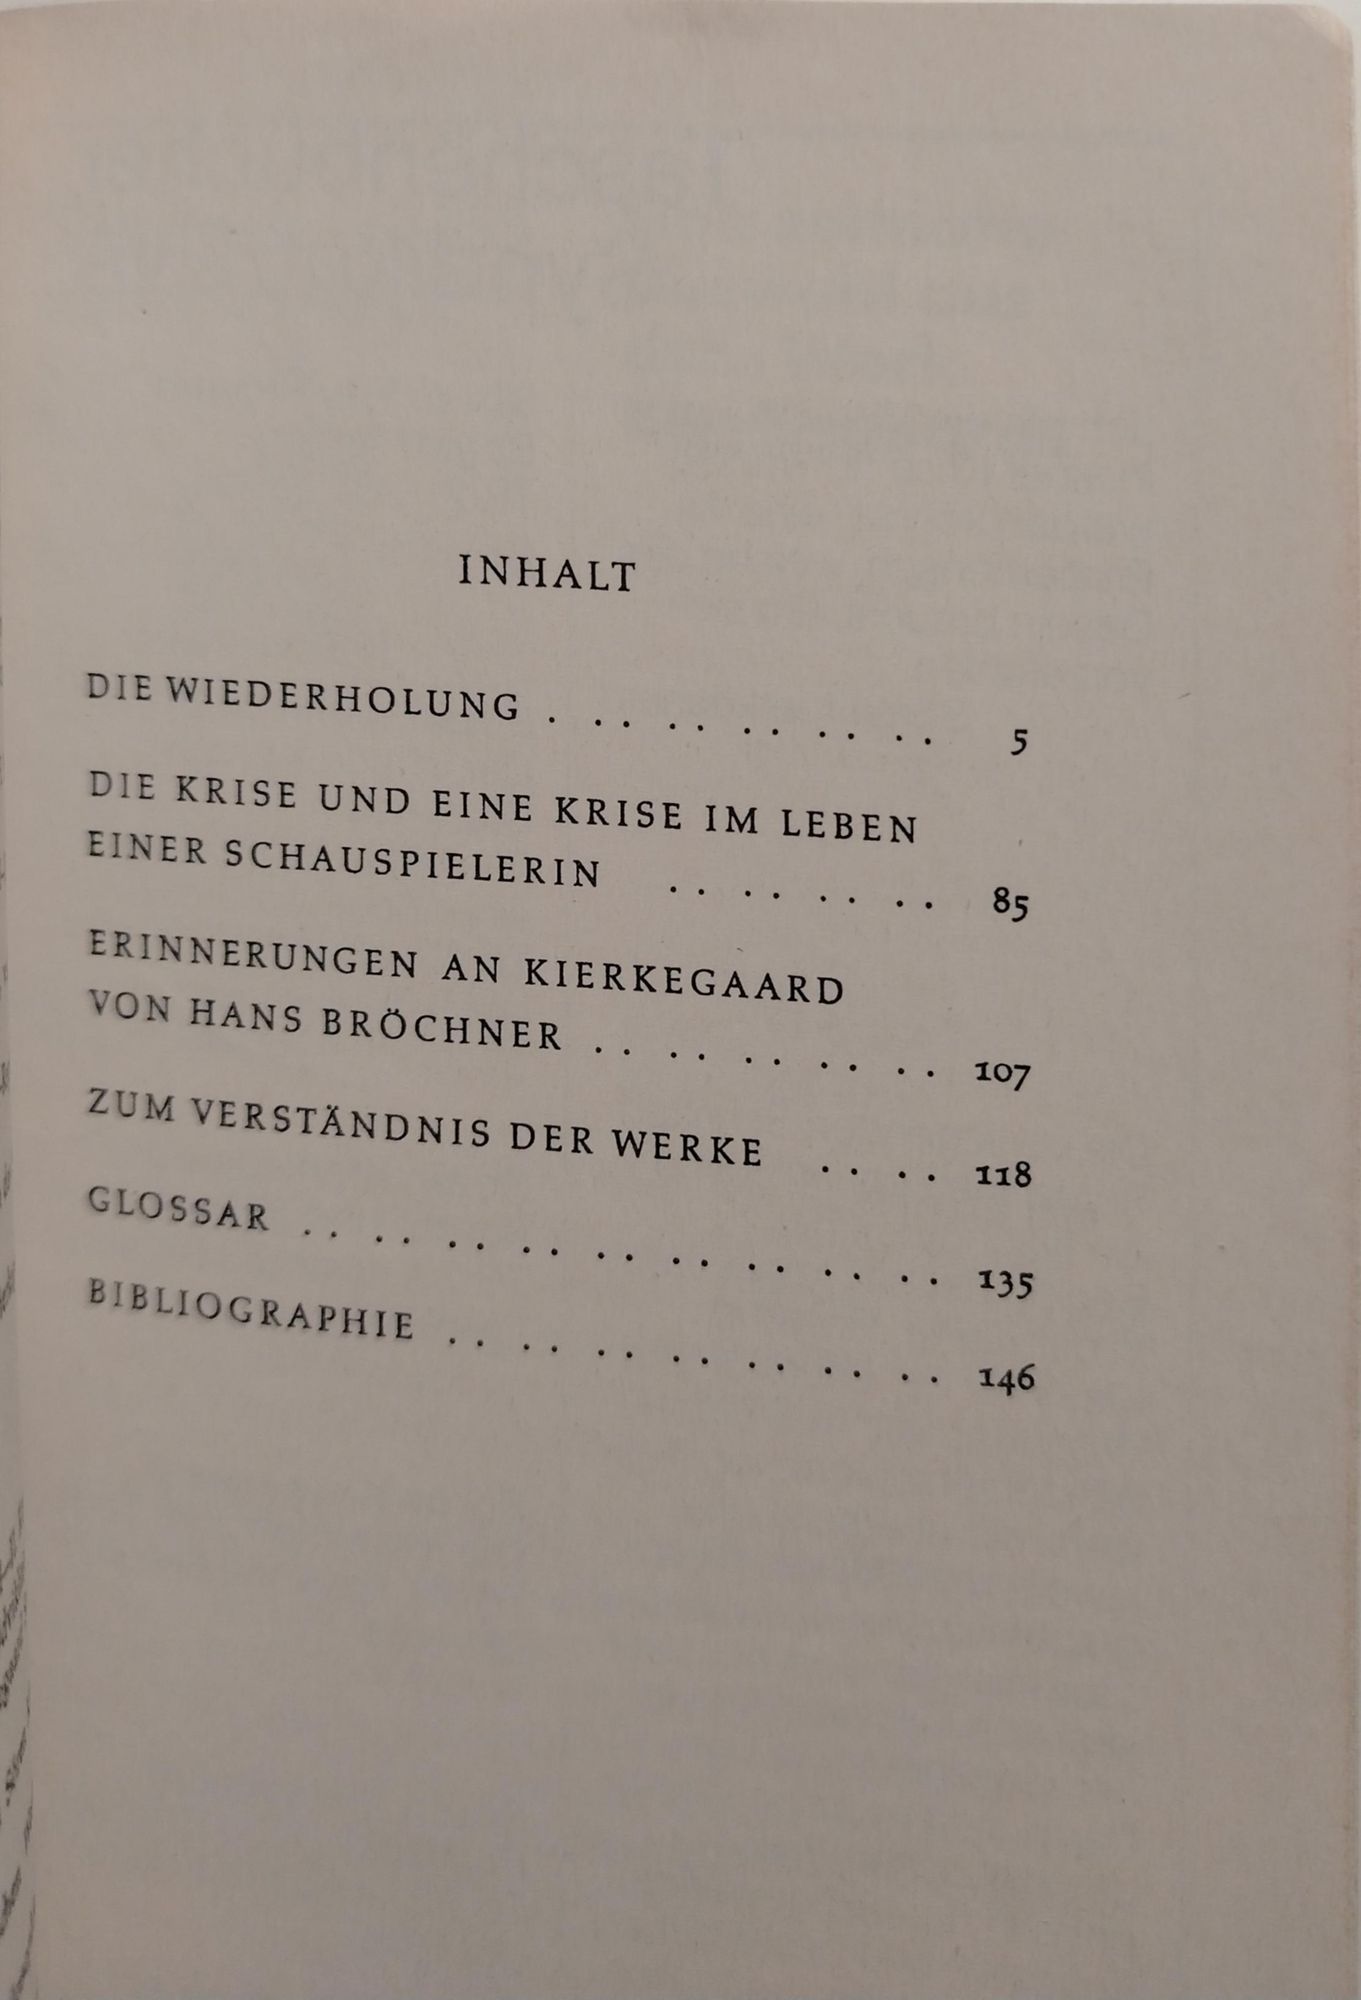 INHALT
DIE WIEDERHOLUNG . . . . . . . . . . . 5
DIE KRISE UND EINE KRISE IM LEBEN
EINER SCHAUSPIELERIN . . . . . . . . 85
ERINNERUNGEN AN KIERKEGAARD
VON HANS BRÖCHNER . . . . . . . . . . 107
ZUM VERSTÄNDNIS DER WERKE . . . . 118
GLOSSAR . . . . . . . . . . . . . . . . . . 135
BIBLIOGRAPHIE . . . . . . . . . . . . . . 146